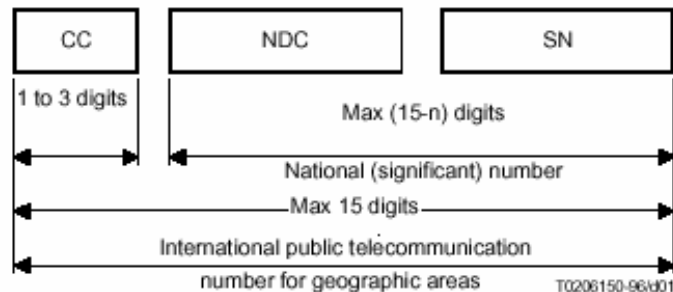 CC NDC SN
1 to 3 digits
Max (15-n) digits
National (significant) number
Max 15 digits
International public telecommunication
number for geographic areas
T0206150-96/d01